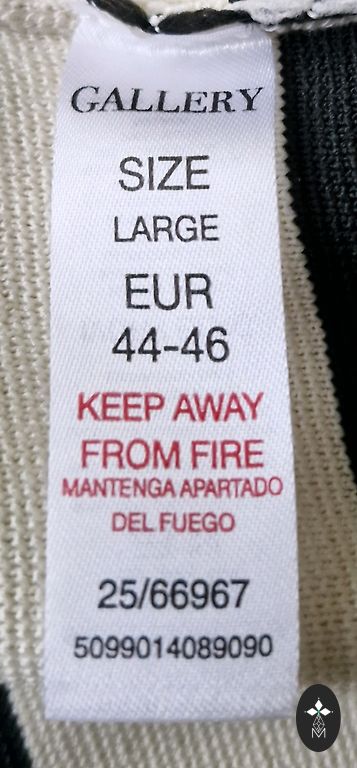 GALLERY
SIZE
LARGE
EUR
44-46
KEEP AWAY
FROM FIRE
MANTENGA APARTADO
DEL FUEGO
25/66967
5099014089090
M